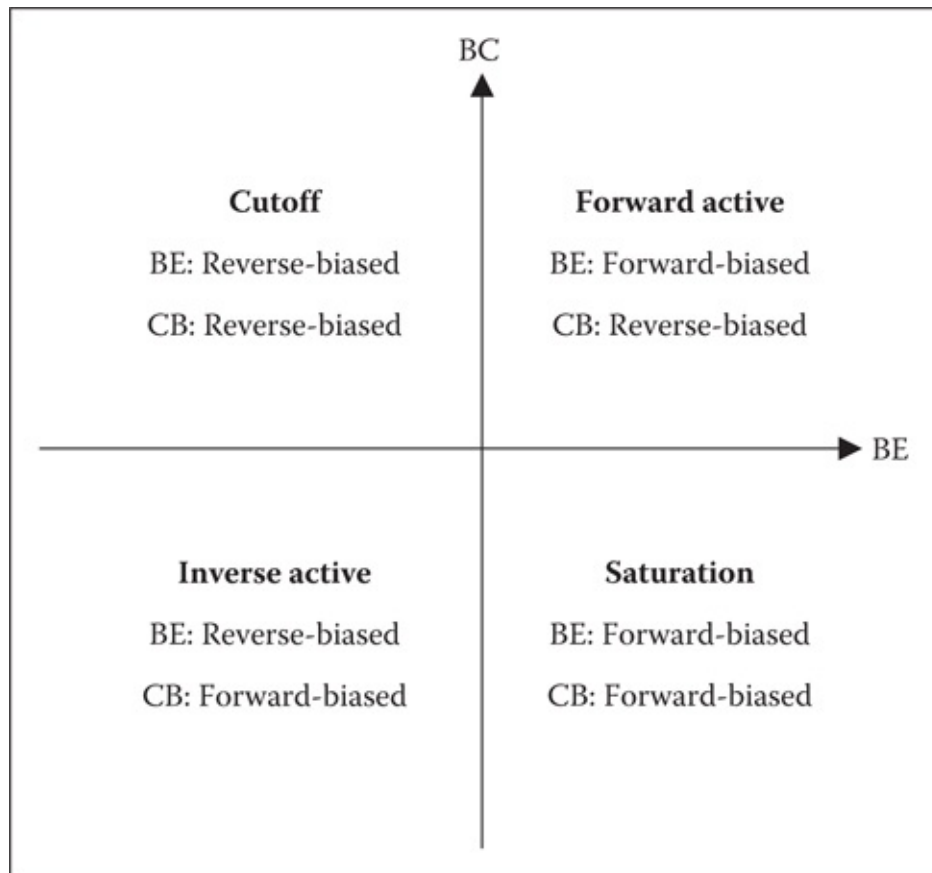 BC
Cutoff
BE: Reverse-biased
CB: Reverse-biased
Forward active
BE: Forward-biased
CB: Reverse-biased
BE
Inverse active
BE: Reverse-biased
CB: Forward-biased
Saturation
BE: Forward-biased
CB: Forward-biased